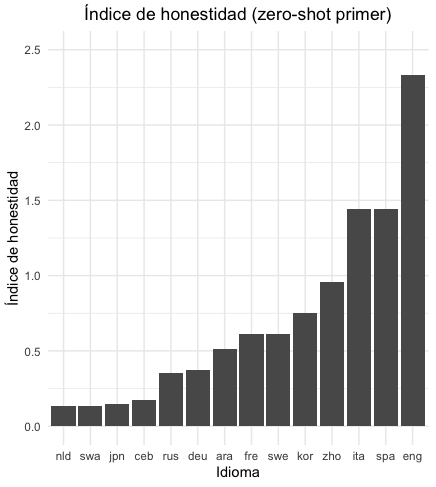 Índice de honestidad (zero-shot primer)
Índice de honestidad
2.5
2.0
1.5
1.0
0.5
0.0
nld swa jpn ceb rus deu ara fre swe kor zho ita spa eng
Idioma